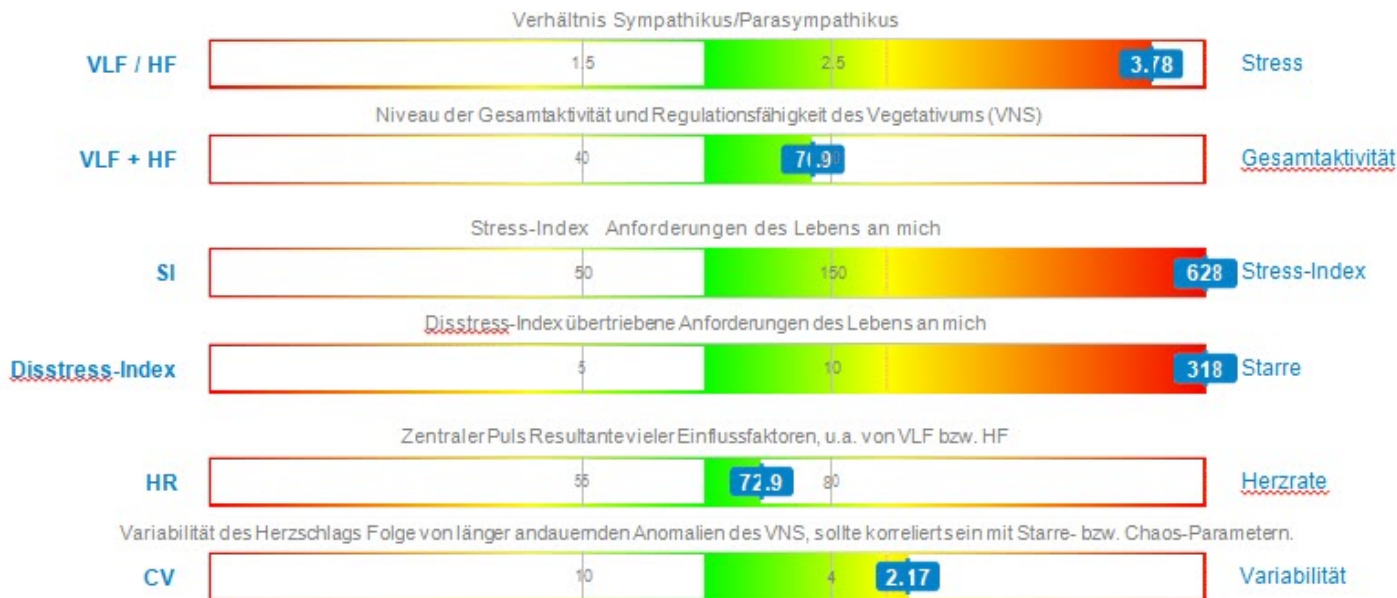 Verhältnis Sympathikus/Parasympathikus
VLF / HF 1.5 2.5 3.78 Stress
Niveau der Gesamtaktivität und Regulationsfähigkeit des Vegetativums (VNS)
VLF + HF 40 Gesamtaktivität
Stress-Index Anforderungen des Lebens an mich
SI 50 150 628 Stress-Index
Disstress-Index übertriebene Anforderungen des Lebens an mich
Disstress-Index 5 10 318 Starre
Zentraler Puls Resultante vieler Einflussfaktoren, u.a. von VLF bzw. HF
HR 55 72.9 80 Herzrate
Variabilität des Herzschlags Folge von länger andauernden Anomalien des VNS, sollte korreliert sein mit Starre- bzw. Chaos-Parametern.
CV 10 4 2.17 Variabilität